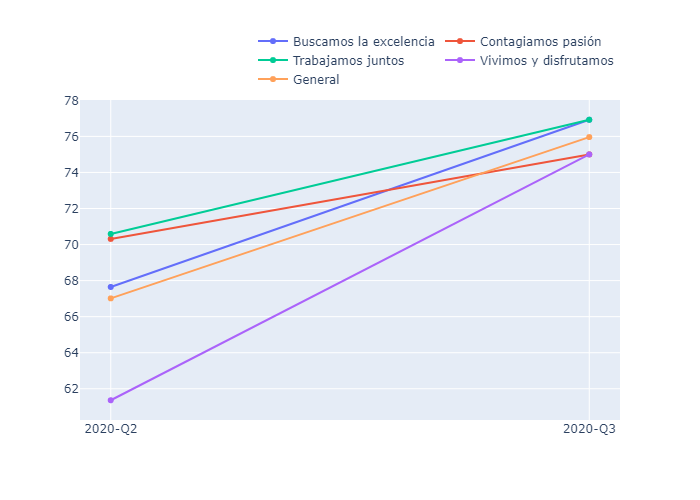 Buscamos la excelencia Contagiamos pasión
Trabajamos juntos Vivimos y disfrutamos
General
78
76
74
72
70
68
66
64
62
2020-Q2 2020-Q3